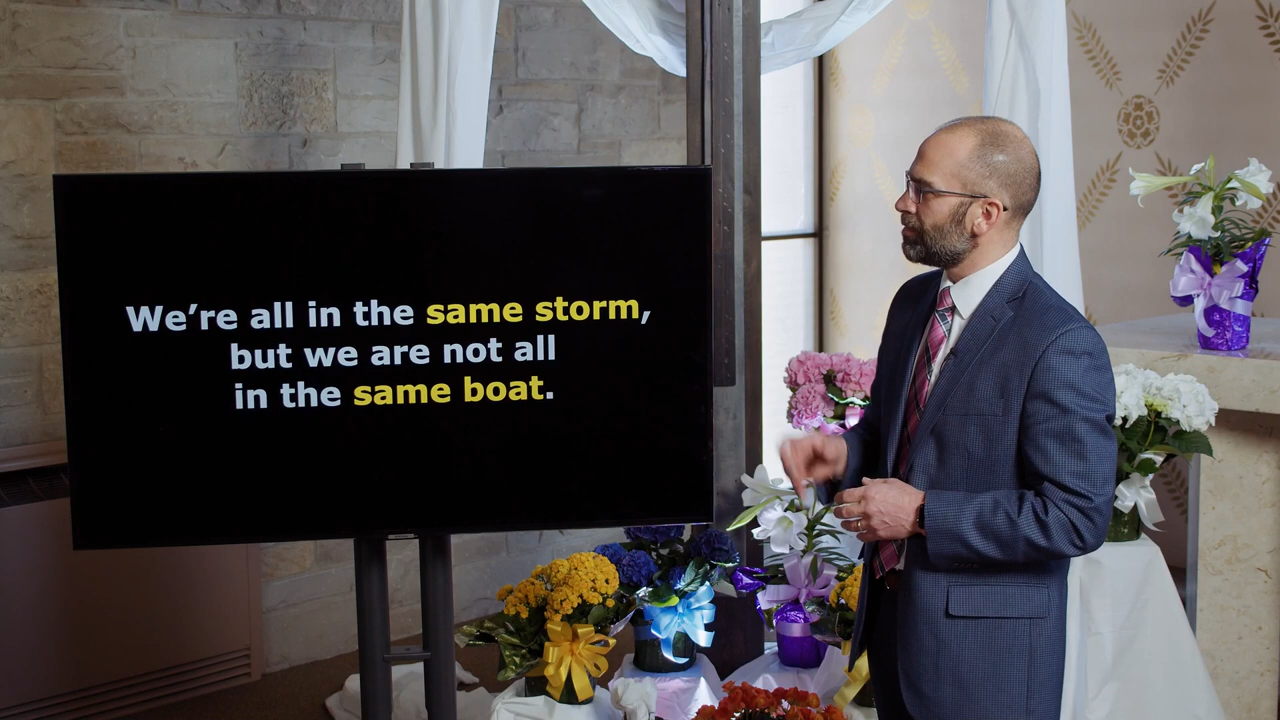 We're all in the same storm,
but we are not all
in the same boat.